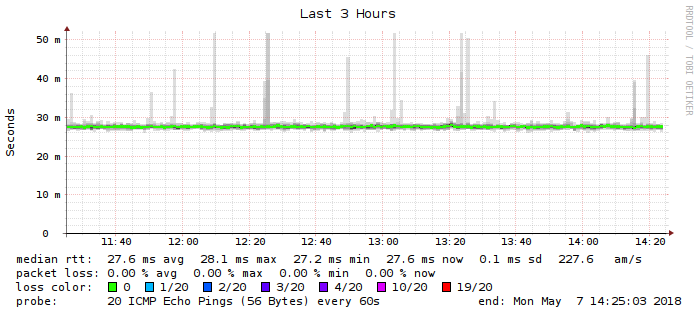 Last 3 Hours
RRDTOOL / TOBI OETIKER
Seconds
50 m
40 m
30 m
20 m
10 m
0
11:40 12:00 12:20 12:40 13:00 13:20 13:40 14:00 14:20
median rtt: 27.6 ms avg 28.1 ms max 27.2 ms min 27.6 ms now 0.1 ms sd 227.6 am/s
packet loss: 0.00 % avg 0.00 % max 0.00 % min 0.00 % now
loss color: 0 1/20 2/20 3/20 4/20 10/20 19/20
probe: 20 ICMP Echo Pings (56 Bytes) every 60s end: Mon May 7 14:25:03 2018